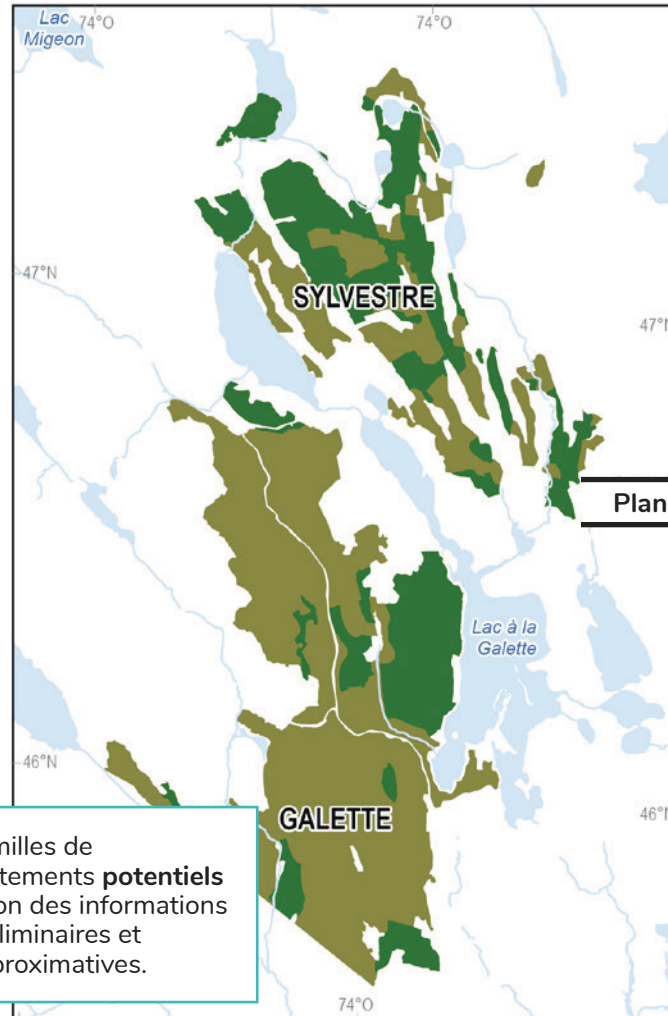 Lac
Migeon
74°O
74°O
47°N
SYLVESTRE
47°N
Plan
Lac à la
Galette
46°N
46°N
GALETTE
milles de
tements potentiels
on des informations
liminaires et
proximatives.
74°O